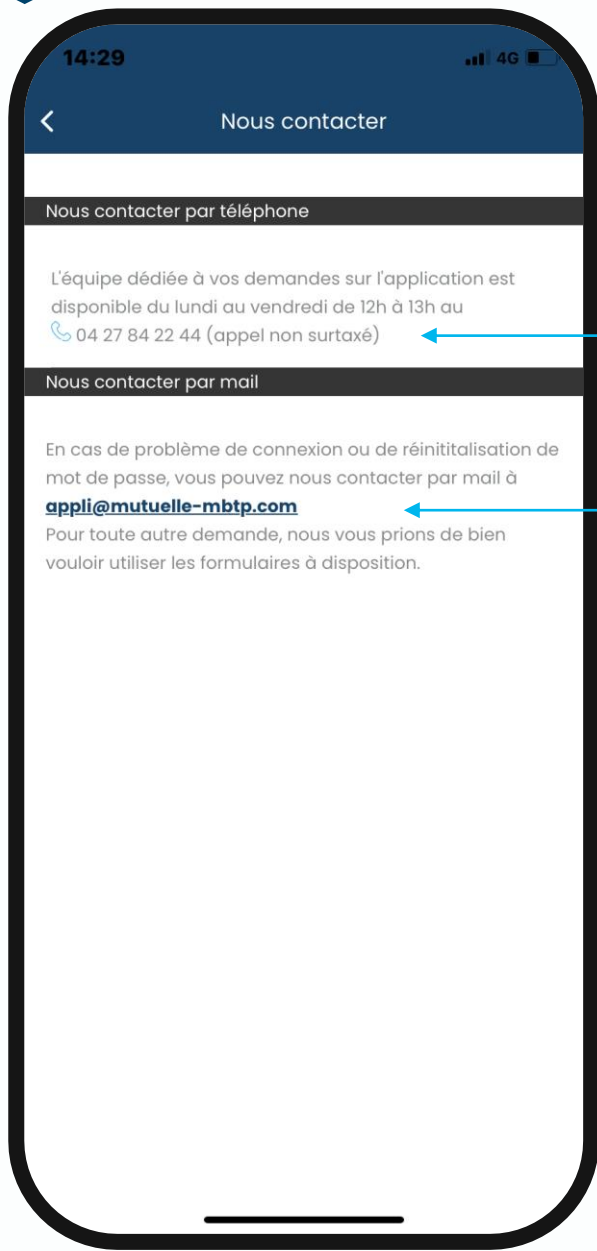 14:29
4G
Nous contacter
Nous contacter par téléphone
L'équipe dédiée à vos demandes sur l'application est
disponible du lundi au vendredi de 12h à 13h au
04 27 84 22 44 (appel non surtaxé)
Nous contacter par mail
En cas de problème de connexion ou de réinititalisation de
mot de passe, vous pouvez nous contacter par mail à
appli@mutuelle-mbtp.com
Pour toute autre demande, nous vous prions de bien
vouloir utiliser les formulaires à disposition.